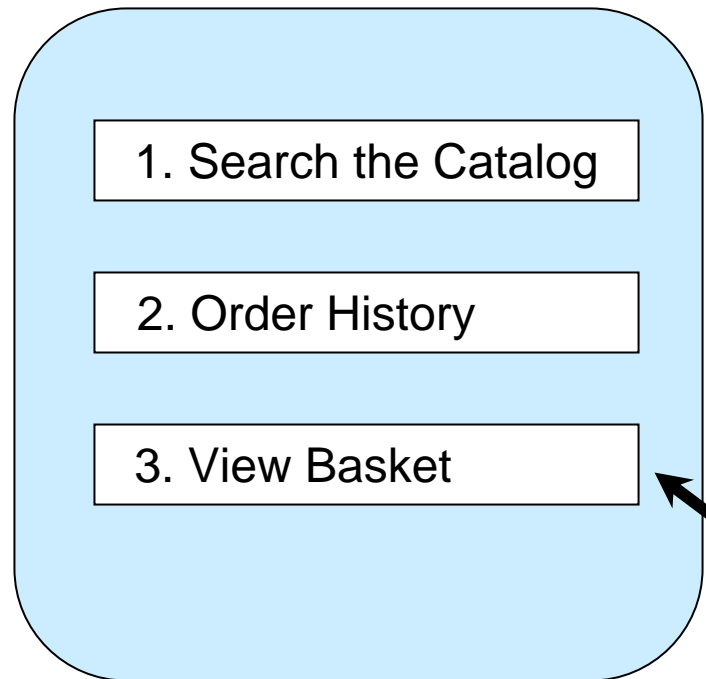 1. Search the Catalog
2. Order History
3. View Basket